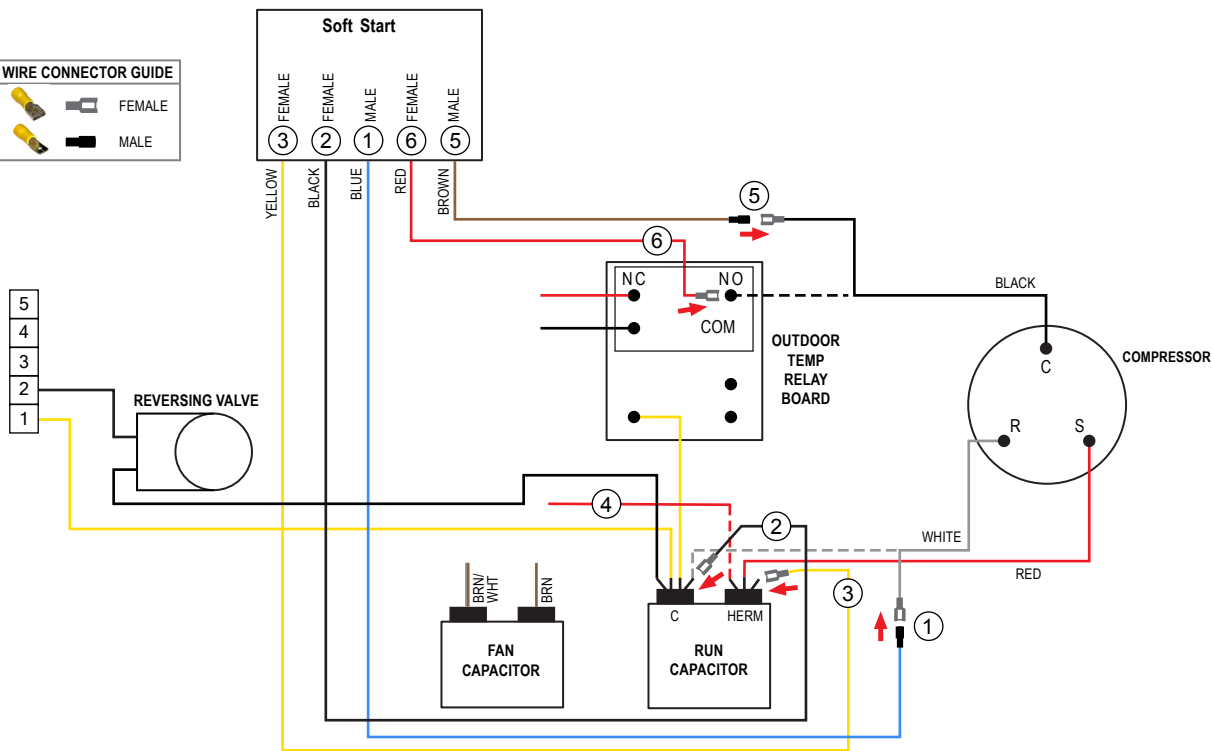 Soft Start
WIRE CONNECTOR GUIDE
FEMALE
MALE
FEMALE
FEMALE
MALE
FEMALE
MALE
3
2
1
6
5
YELLOW
BLACK
BLUE
RED
BROWN
5
6
NC
NO
COM
OUTDOOR
TEMP
RELAY
BOARD
BLACK
COMPRESSOR
C
R
S
5
4
3
2
1
REVERSING VALVE
4
2
WHITE
RED
3
1
BRN/
WHT
BRN
FAN
CAPACITOR
C
HERM
RUN
CAPACITOR